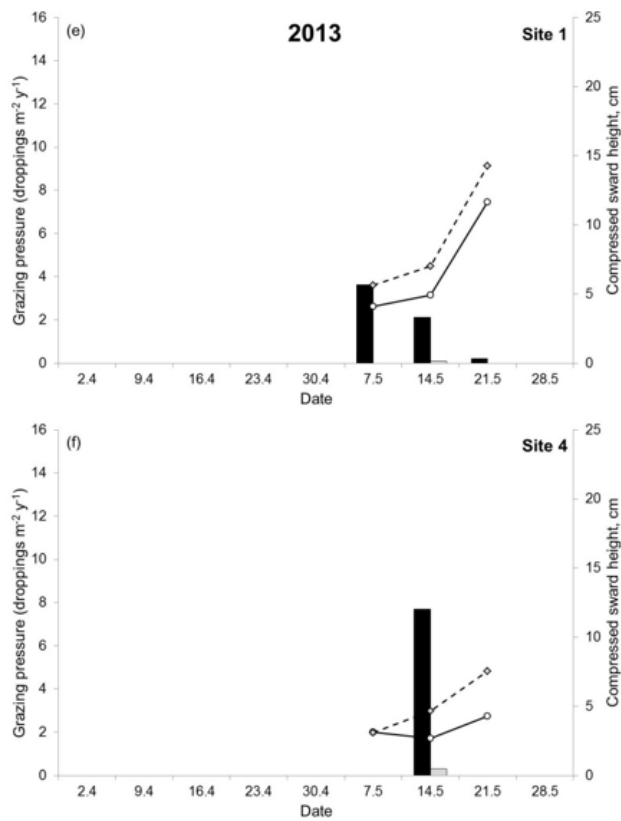 (e)
2013
Site 1
Grazing pressure (droppings m⁻² y⁻¹)
16
14
12
10
8
6
4
2
0
25
20
15
10
5
0
Compressed sward height, cm
2.4 9.4 16.4 23.4 30.4 7.5 14.5 21.5 28.5
Date
(f)
Site 4
Grazing pressure (droppings m⁻² y⁻¹)
16
14
12
10
8
6
4
2
0
25
20
15
10
5
0
Compressed sward height, cm
2.4 9.4 16.4 23.4 30.4 7.5 14.5 21.5 28.5
Date